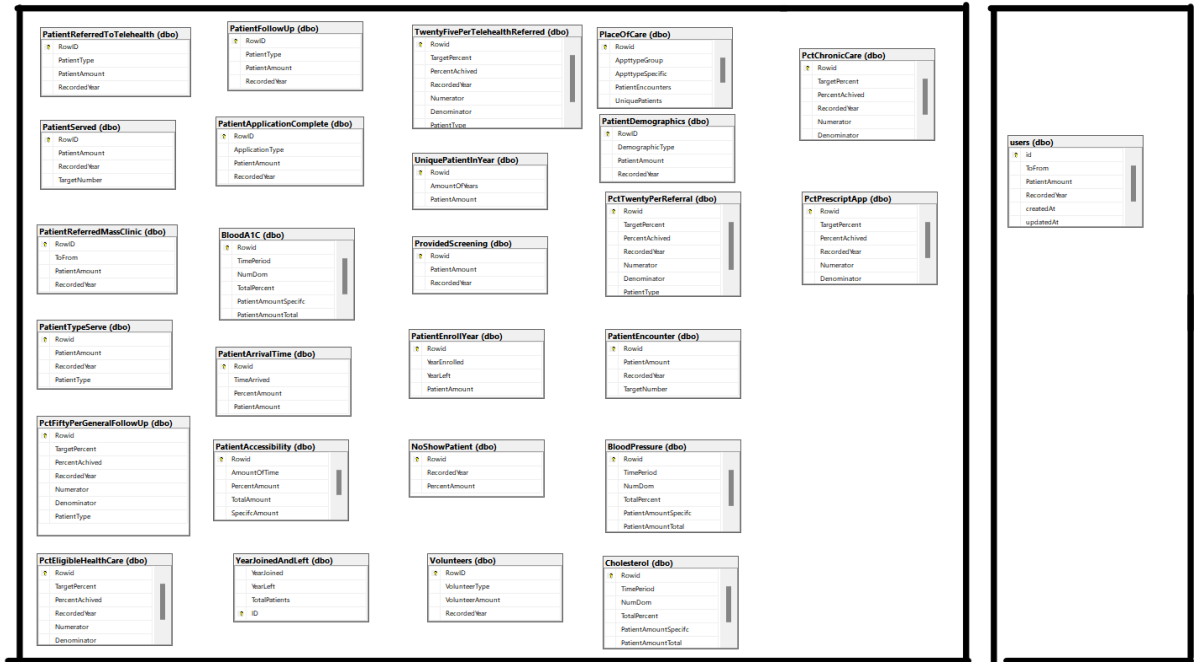 PatientReferredToTelehealth (dbo)
RowID
PatientType
PatientAmount
RecordedYear
PatientServed (dbo)
RowID
PatientAmount
RecordedYear
TargetNumber
PatientReferredMassClinic (dbo)
RowID
ToFrom
PatientAmount
RecordedYear
PatientTypeServe (dbo)
Rowid
PatientAmount
RecordedYear
PatientType
PctFiftyPerGeneralFollowUp (dbo)
Rowid
TargetPercent
PercentAchived
RecordedYear
Numerator
Denominator
PatientType
PctEligibleHealthCare (dbo)
Rowid
TargetPercent
PercentAchived
RecordedYear
Numerator
Denominator
PatientFollowUp (dbo)
RowID
PatientType
PatientAmount
RecordedYear
PatientApplicationComplete (dbo)
RowID
ApplicationType
PatientAmount
RecordedYear
BloodA1C (dbo)
Rowid
TimePeriod
NumDom
TotalPercent
PatientAmountSpecifc
PatientAmountTotal
PatientArrivalTime (dbo)
Rowid
TimeArrived
PercentAmount
PatientAmount
PatientAccessibility (dbo)
Rowid
AmountOfTime
PercentAmount
TotalAmount
SpecifcAmount
YearJoinedAndLeft (dbo)
YearJoined
YearLeft
TotalPatients
ID
TwentyFivePerTelehealthReferred (dbo)
Rowid
TargetPercent
PercentAchived
RecordedYear
Numerator
Denominator
PatientType
UniquePatientInYear (dbo)
Rowid
AmountOfYears
PatientAmount
ProvidedScreening (dbo)
Rowid
PatientAmount
RecordedYear
PatientEnrollYear (dbo)
Rowid
YearEnrolled
YearLeft
PatientAmount
NoShowPatient (dbo)
Rowid
RecordedYear
PercentAmount
Volunteers (dbo)
RowID
VolunteerType
VolunteerAmount
RecordedYear
PlaceOfCare (dbo)
Rowid
AppttypeGroup
AppttypeSpecific
PatientEncounters
UniquePatients
PatientDemographics (dbo)
RowID
DemographicType
PatientAmount
RecordedYear
PctTwentyPerReferral (dbo)
Rowid
TargetPercent
PercentAchived
RecordedYear
Numerator
Denominator
PatientType
PatientEncounter (dbo)
Rowid
PatientAmount
RecordedYear
TargetNumber
BloodPressure (dbo)
Rowid
TimePeriod
NumDom
TotalPercent
PatientAmountSpecifc
PatientAmountTotal
Cholesterol (dbo)
Rowid
TimePeriod
NumDom
TotalPercent
PatientAmountSpecifc
PatientAmountTotal
PctChronicCare (dbo)
Rowid
TargetPercent
PercentAchived
RecordedYear
Numerator
Denominator
PctPrescriptApp (dbo)
Rowid
TargetPercent
PercentAchived
RecordedYear
Numerator
Denominator
users (dbo)
id
ToFrom
PatientAmount
RecordedYear
createdAt
updatedAt